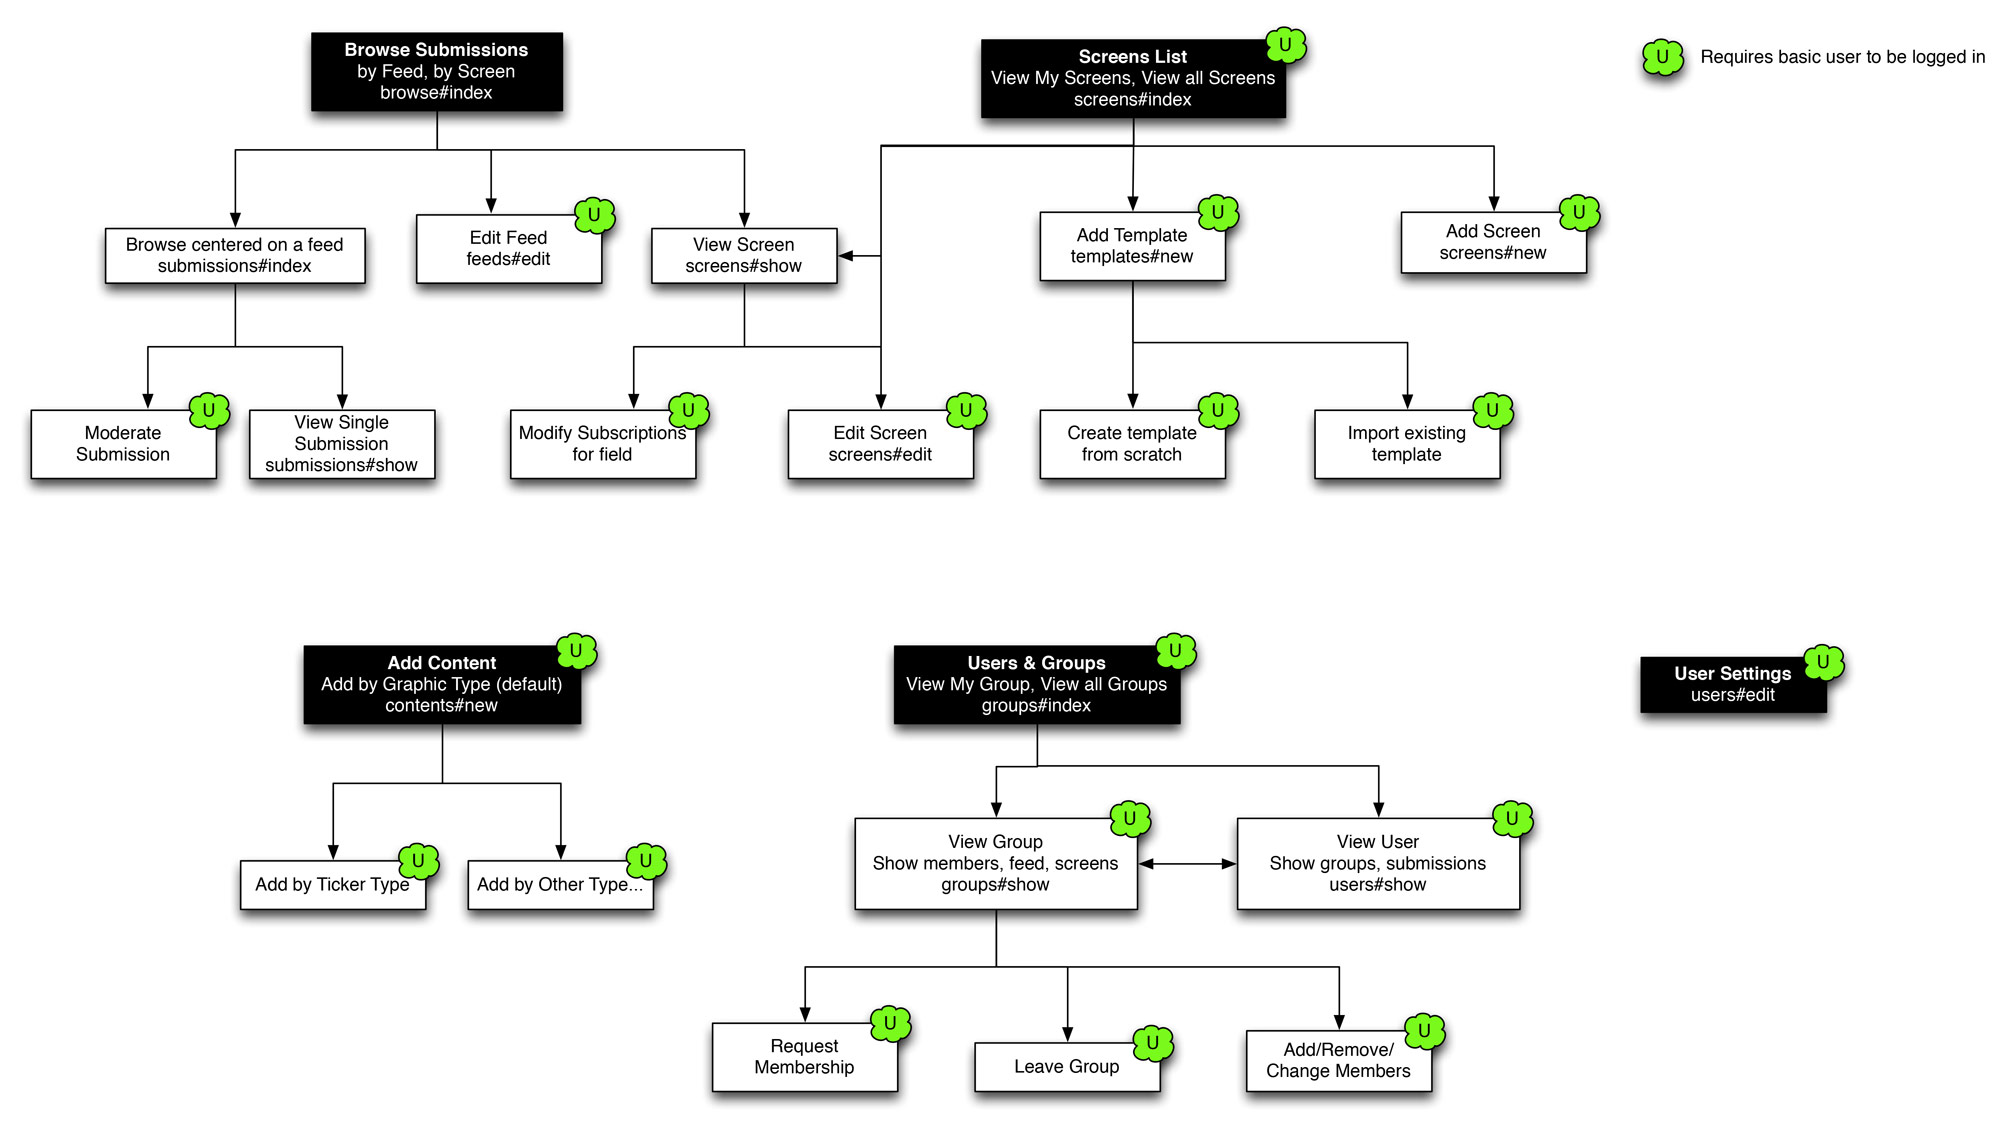 Browse Submissions
by Feed, by Screen
browse#index
U
Screens List
View My Screens, View all Screens
screens#index
U
Requires basic user to be logged in
Browse centered on a feed
submissions#index
U
Edit Feed
feeds#edit
View Screen
screens#show
U
Add Template
templates#new
U
Add Screen
screens#new
U
Moderate
Submission
View Single
Submission
submissions#show
U
Modify Subscriptions
for field
U
Edit Screen
screens#edit
U
Create template
from scratch
U
Import existing
template
U
Add Content
Add by Graphic Type (default)
contents#new
U
Users & Groups
View My Group, View all Groups
groups#index
U
User Settings
users#edit
U
Add by Ticker Type
U
Add by Other Type...
U
View Group
Show members, feed, screens
groups#show
U
View User
Show groups, submissions
users#show
U
Request
Membership
U
Leave Group
U
Add/Remove/
Change Members